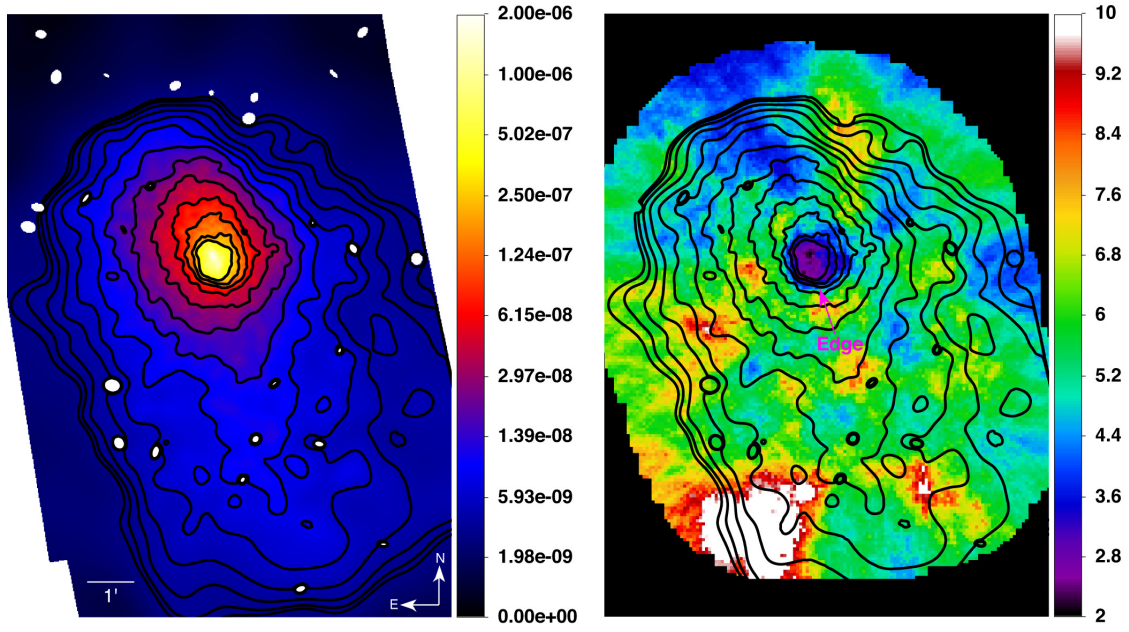 2.00e-06
1.00e-06
5.02e-07
2.50e-07
1.24e-07
6.15e-08
2.97e-08
1.39e-08
5.93e-09
1.98e-09
0.00e+00
1'
N
E
10
9.2
8.4
7.6
6.8
6
5.2
4.4
3.6
2.8
2
Edge